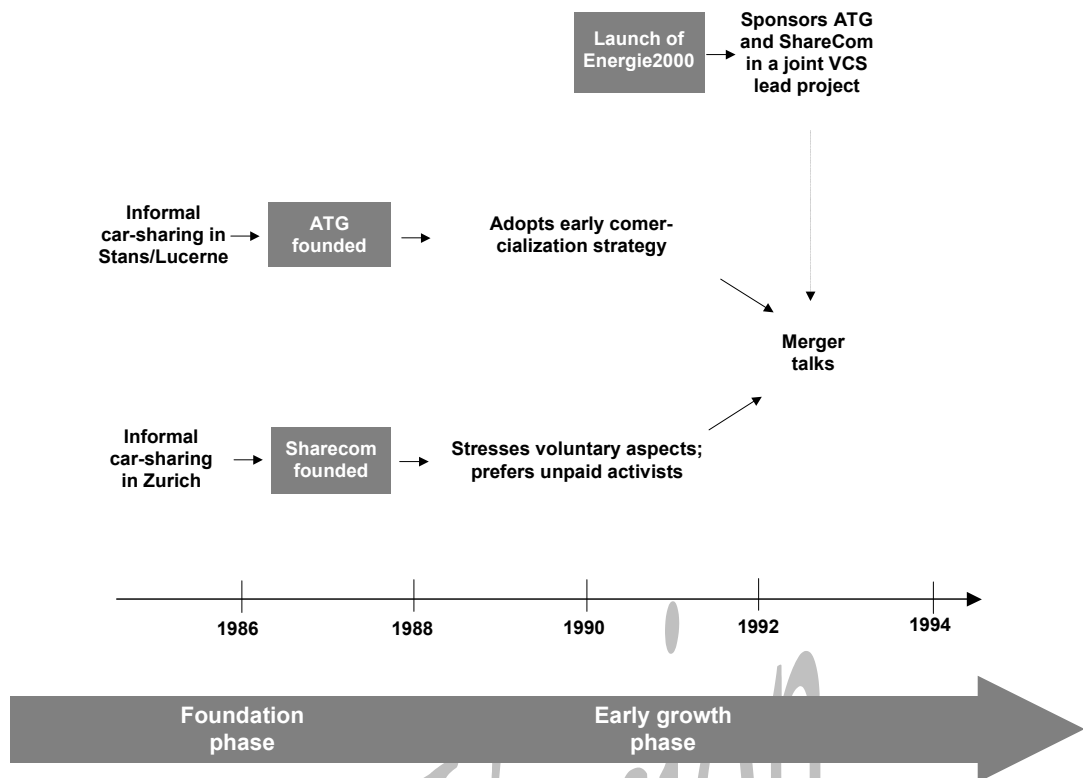 Launch of
Energie2000
Sponsors ATG
and ShareCom
in a joint VCS
lead project
Informal
car-sharing in
Stans/Lucerne
ATG
founded
Adopts early comer-
cialization strategy
Merger
talks
Informal
car-sharing
in Zurich
Sharecom
founded
Stresses voluntary aspects;
prefers unpaid activists
1986
1988
1990
1992
1994
Foundation
phase
Early growth
phase